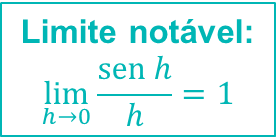 Limite notável:
lim h→0 sen h / h = 1